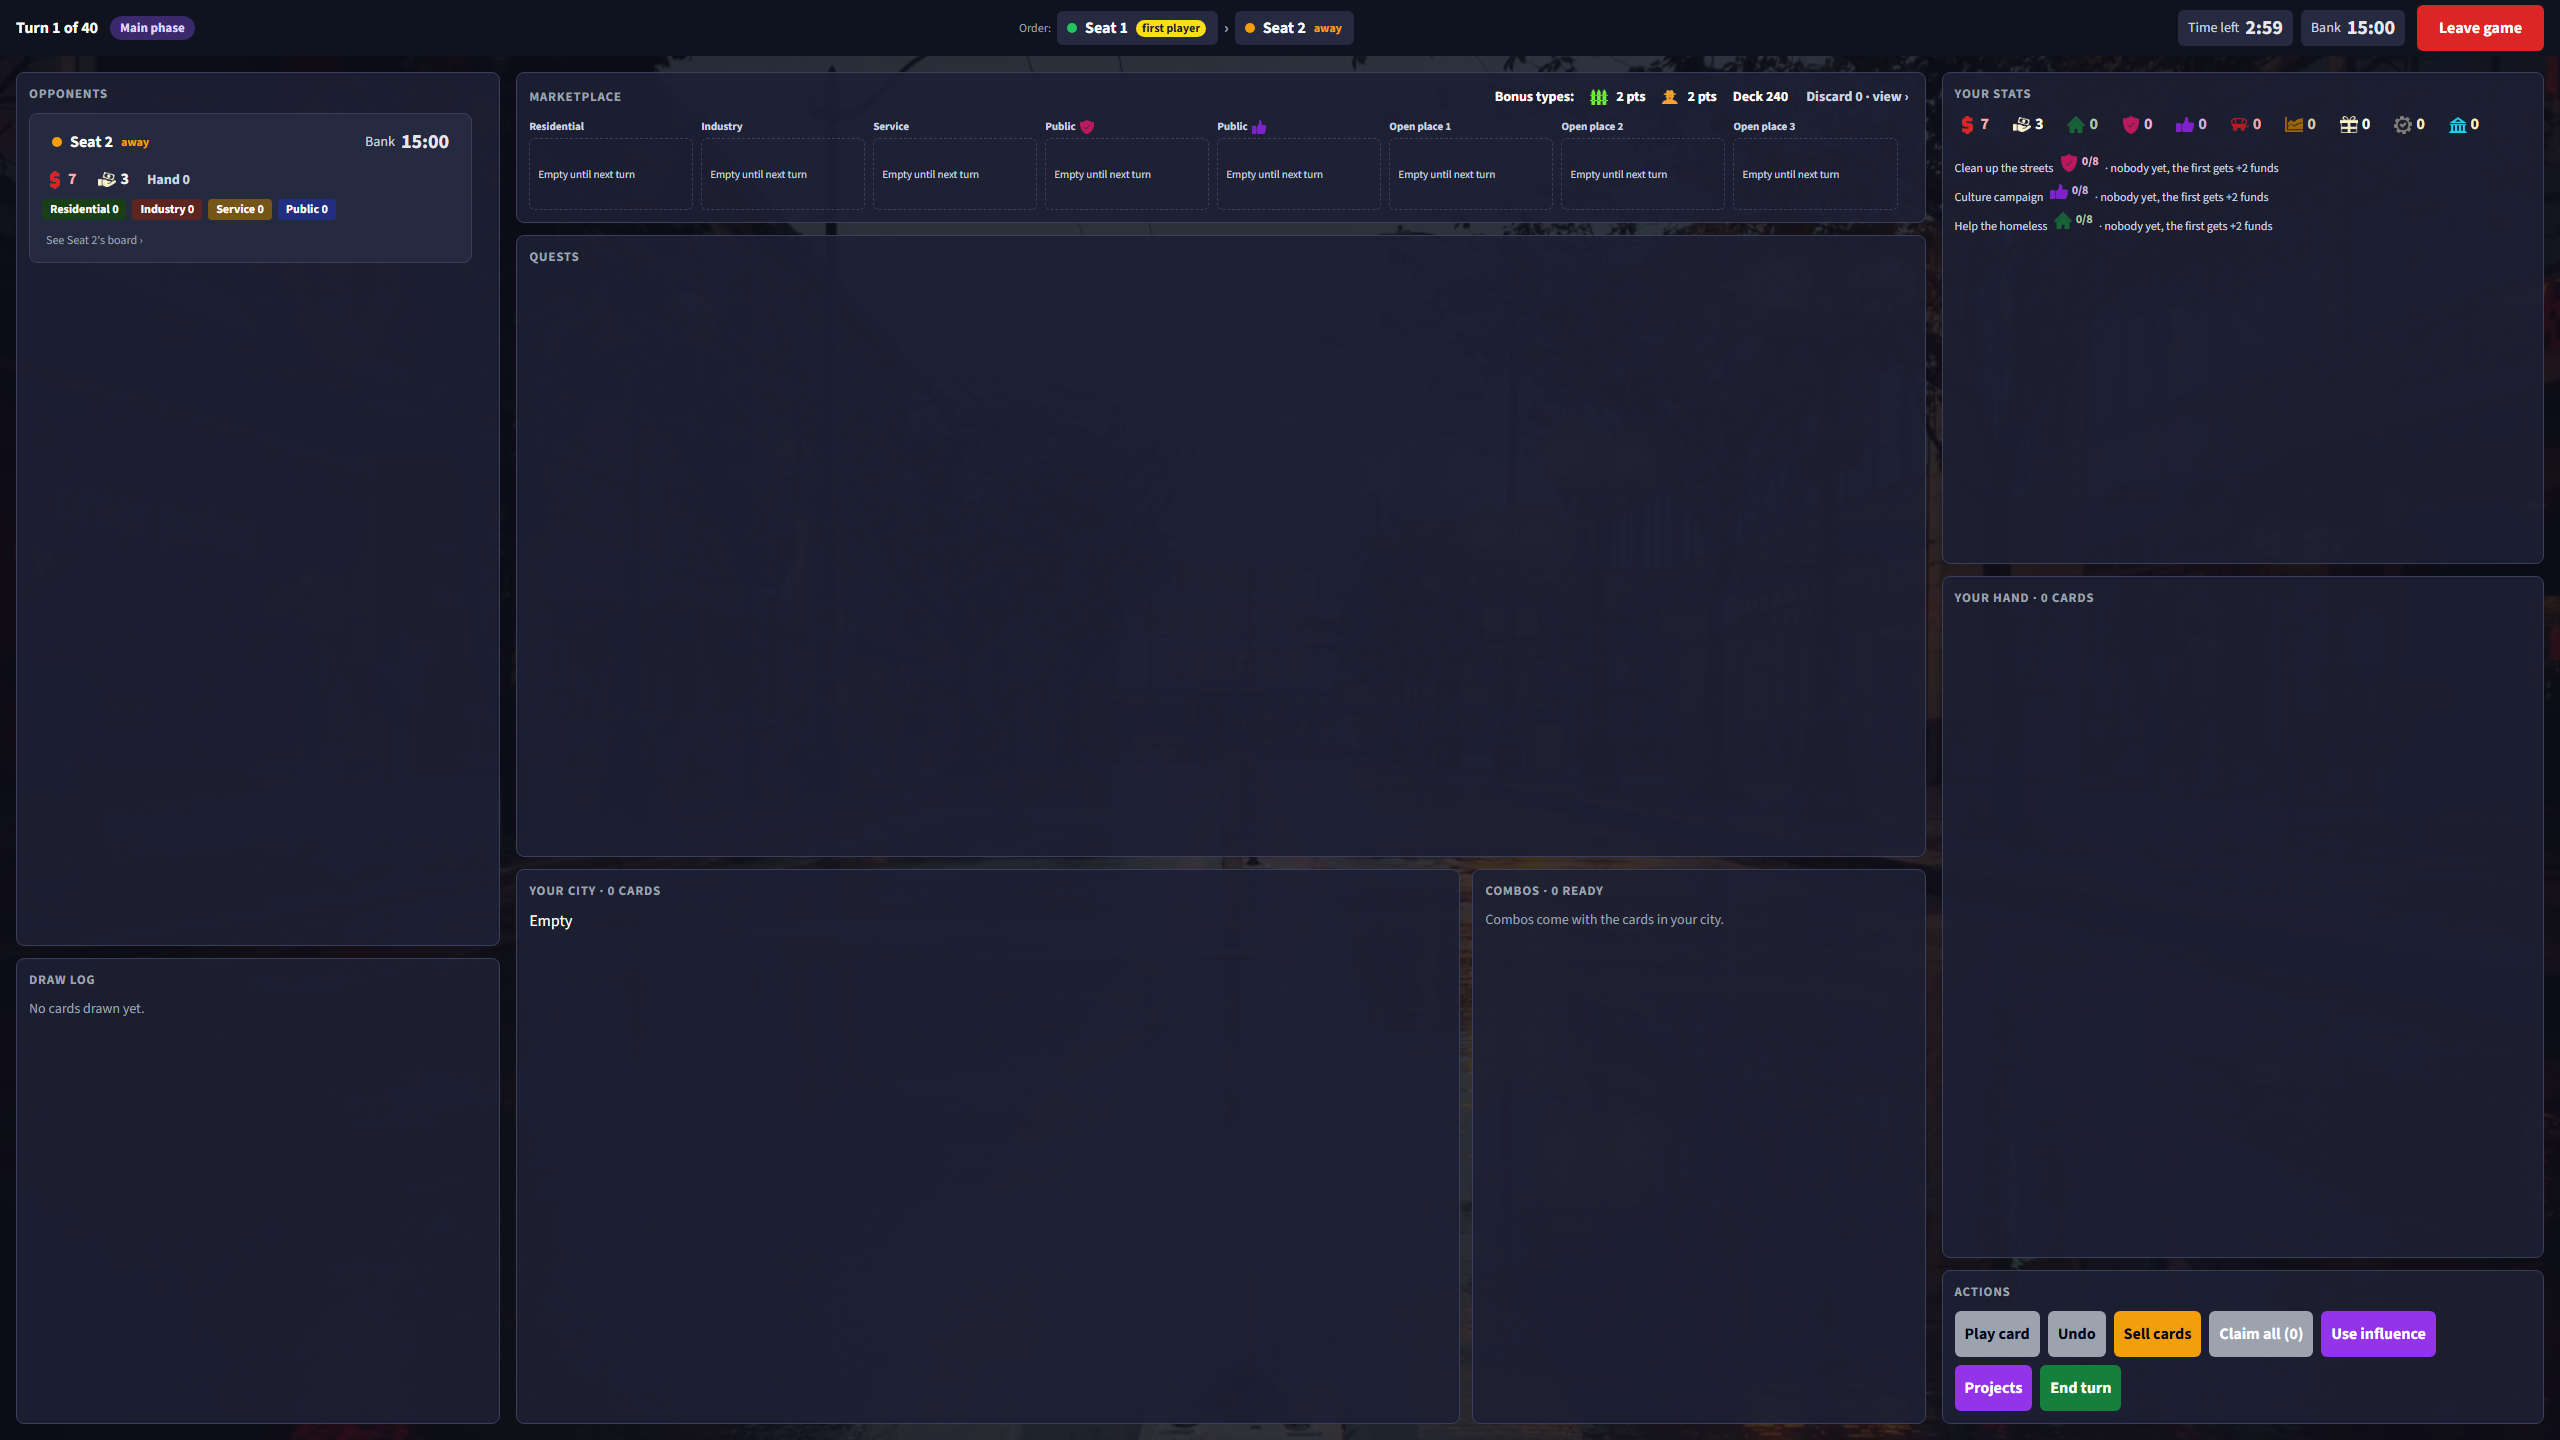 Turn 1 of 40 Main phase
Order: Seat 1 first player › Seat 2 away
Time left 2:59 Bank 15:00 Leave game
OPPONENTS
Seat 2 away Bank 15:00
7 3 Hand 0
Residential 0 Industry 0 Service 0 Public 0
See Seat 2's board ›
DRAW LOG
No cards drawn yet.
MARKETPLACE Bonus types: 2 pts 2 pts Deck 240 Discard 0 · view ›
Residential Industry Service Public Public Open place 1 Open place 2 Open place 3
Empty until next turn Empty until next turn Empty until next turn Empty until next turn Empty until next turn Empty until next turn Empty until next turn Empty until next turn
QUESTS
YOUR CITY · 0 CARDS
Empty
COMBOS · 0 READY
Combos come with the cards in your city.
YOUR STATS
7 3 0 0 0 0 0 0 0 0
Clean up the streets 0/8 · nobody yet, the first gets +2 funds
Culture campaign 0/8 · nobody yet, the first gets +2 funds
Help the homeless 0/8 · nobody yet, the first gets +2 funds
YOUR HAND · 0 CARDS
ACTIONS
Play card Undo Sell cards Claim all (0) Use influence
Projects End turn